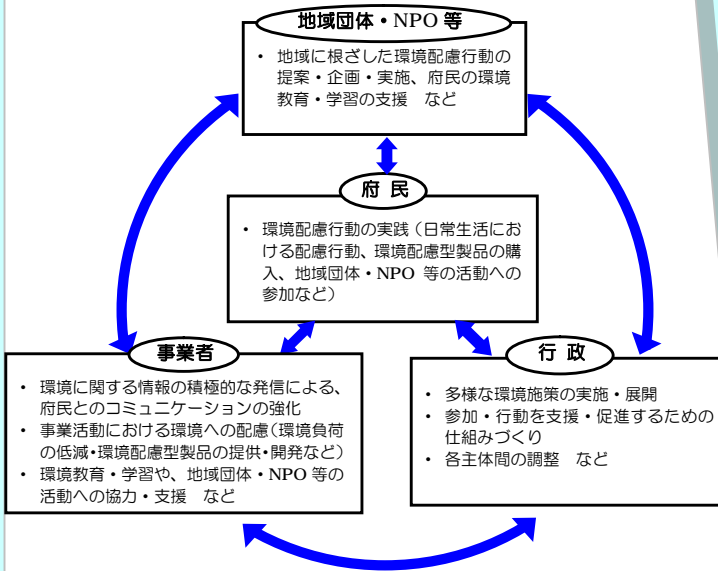 地域団体・NPO 等
・ 地域に根ざした環境配慮行動の
提案・企画・実施、府民の環境
教育・学習の支援　など
府 民
・ 環境配慮行動の実践（日常生活にお
ける配慮行動、環境配慮型製品の購
入、地域団体・NPO 等の活動への
参加など）
事業者
・ 環境に関する情報の積極的な発信による、
府民とのコミュニケーションの強化
・ 事業活動における環境への配慮（環境負荷
の低減・環境配慮型製品の提供・開発など）
・ 環境教育・学習や、地域団体・NPO 等の
活動への協力・支援　など
行 政
・ 多様な環境施策の実施・展開
・ 参加・行動を支援・促進するための
仕組みづくり
・ 各主体間の調整　など